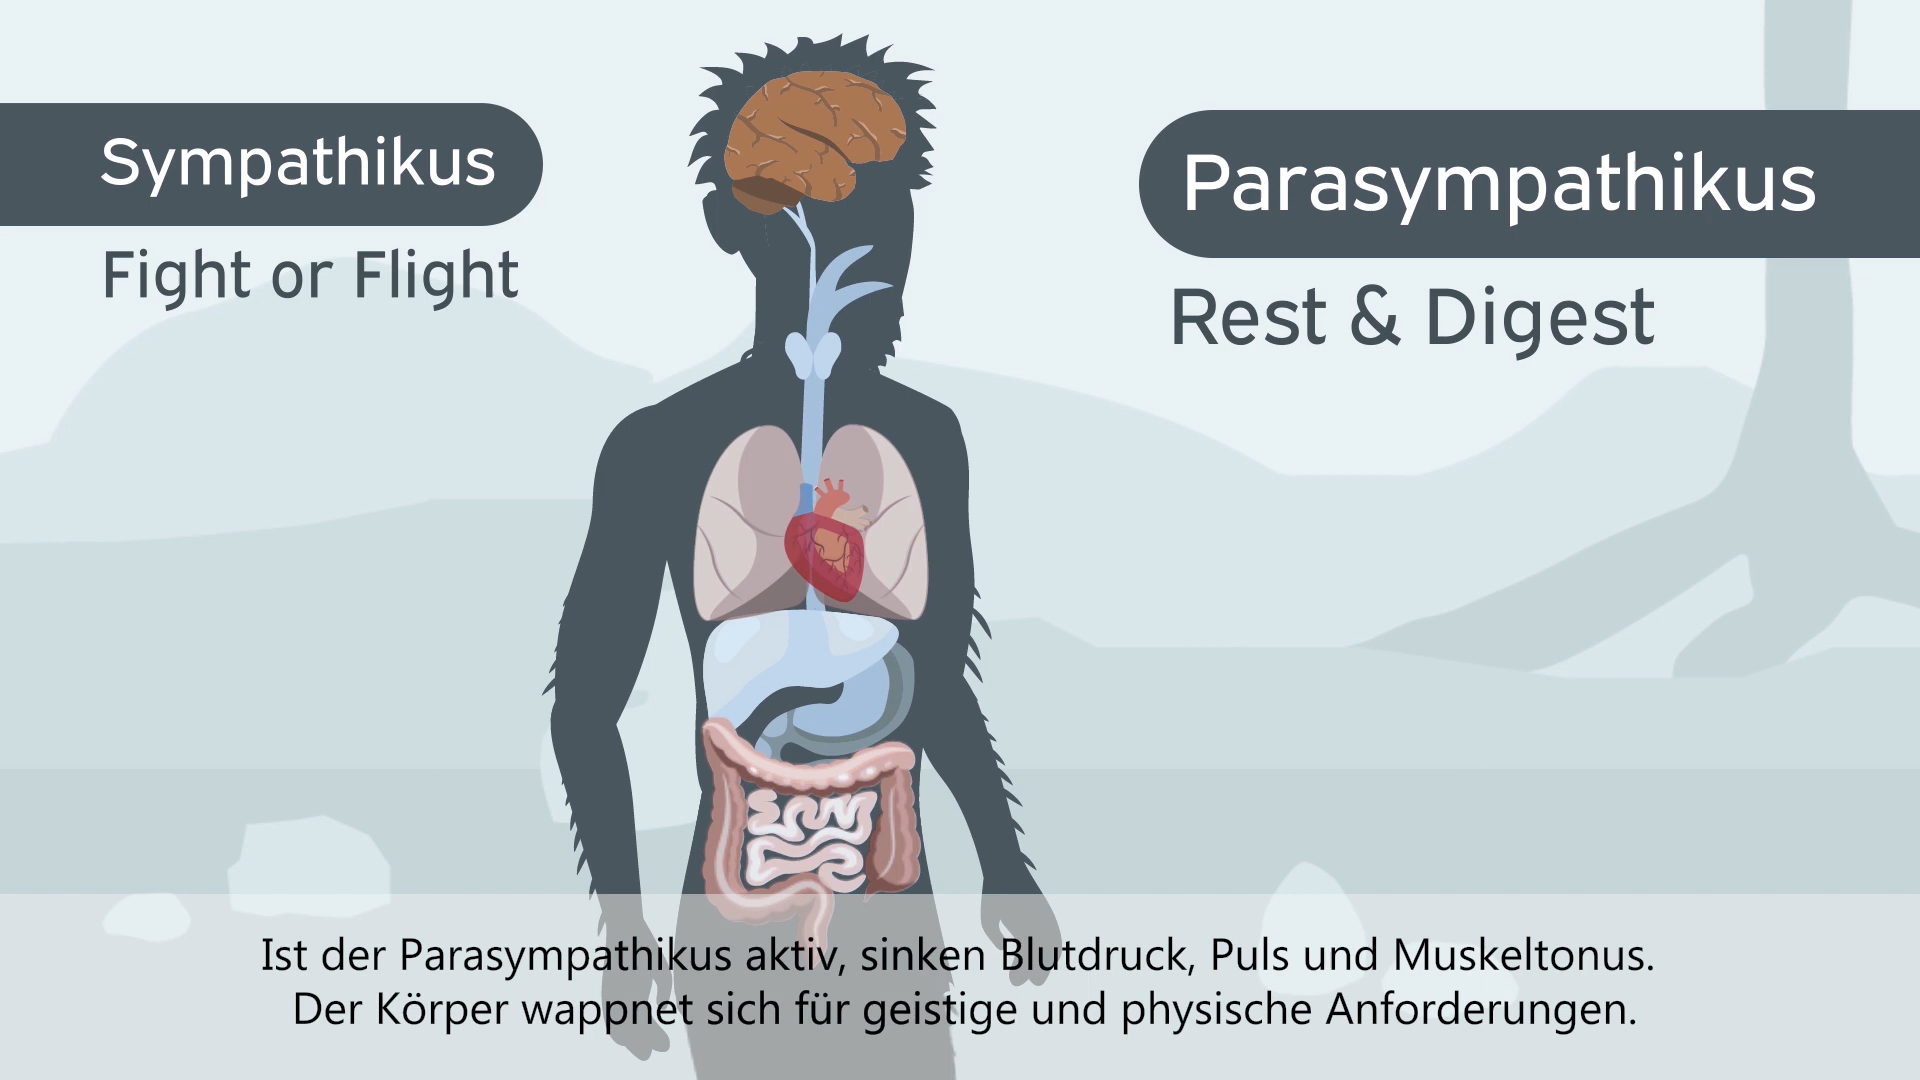 Sympathikus
Fight or Flight
Parasympathikus
Rest & Digest
Ist der Parasympathikus aktiv, sinken Blutdruck, Puls und Muskeltonus.
Der Körper wappnet sich für geistige und physische Anforderungen.